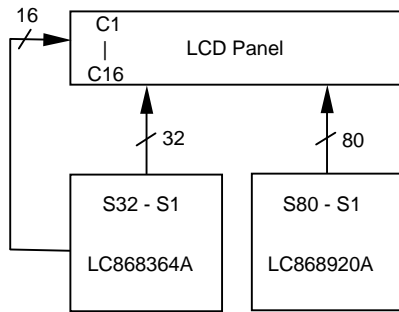 16
C1
|
C16
LCD Panel
32
80
S32 - S1
LC868364A
S80 - S1
LC868920A